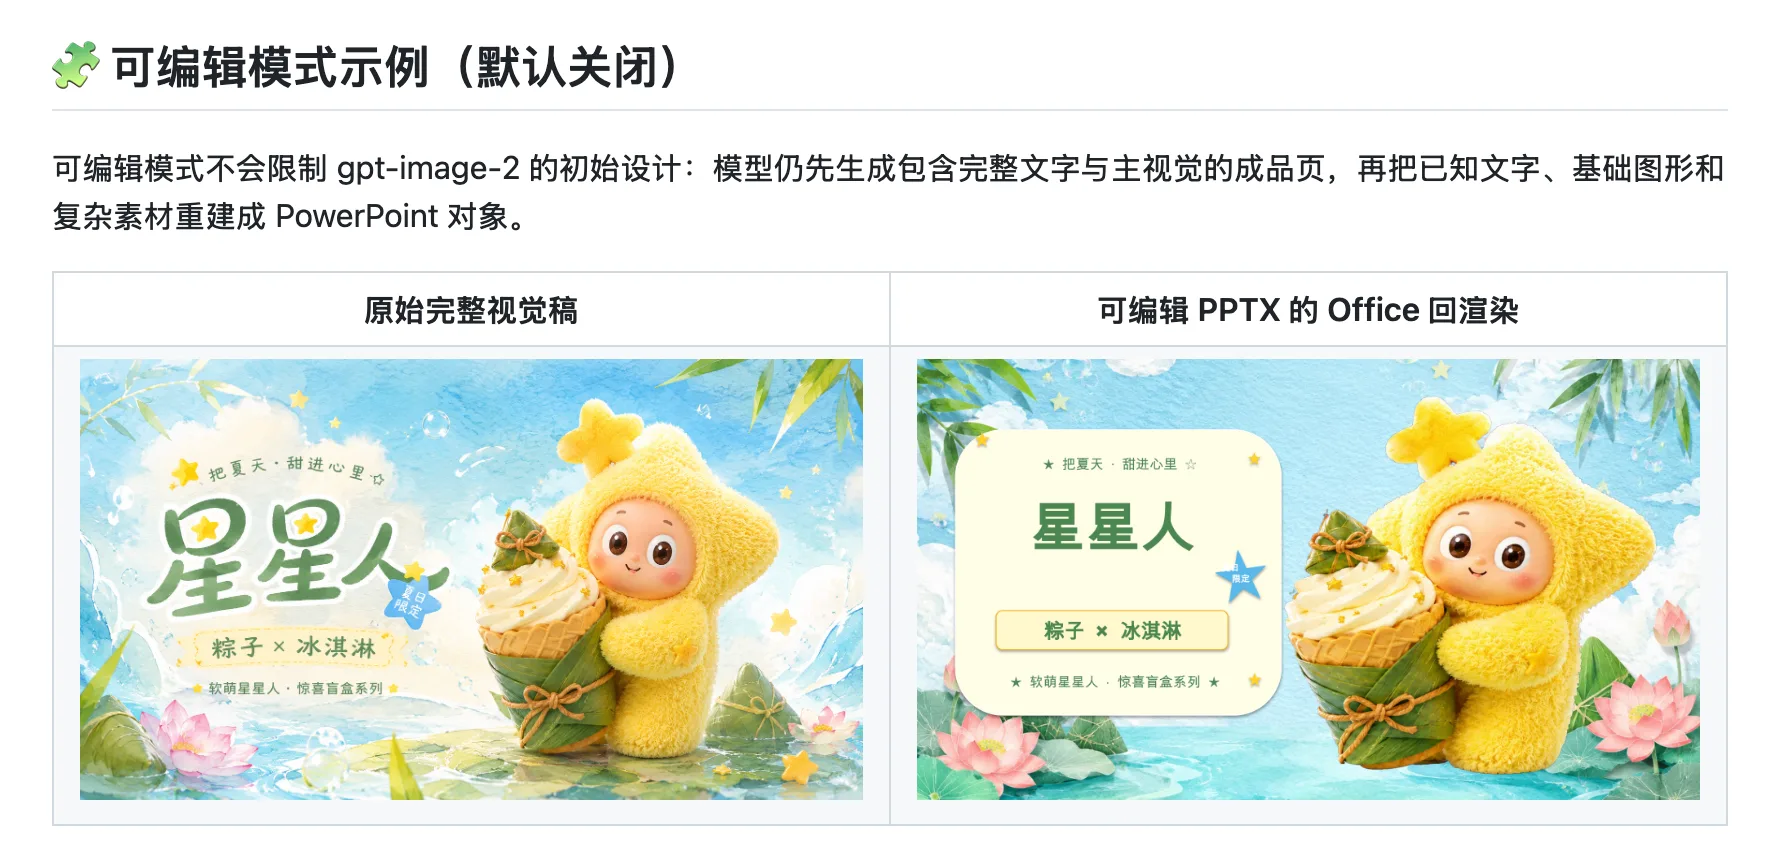 可编辑模式示例（默认关闭）
可编辑模式不会限制 gpt-image-2 的初始设计：模型仍先生成包含完整文字与主视觉的成品页，再把已知文字、基础图形和
复杂素材重建成 PowerPoint 对象。
原始完整视觉稿
可编辑 PPTX 的 Office 回渲染
把夏天·甜进心里☆
星星人
夏日
限定
粽子 × 冰淇淋
软萌星星人·惊喜盲盒系列
★ 把夏天 · 甜进心里 ☆
星星人
日
限定
粽子 × 冰淇淋
★ 软萌星星人 · 惊喜盲盒系列 ★